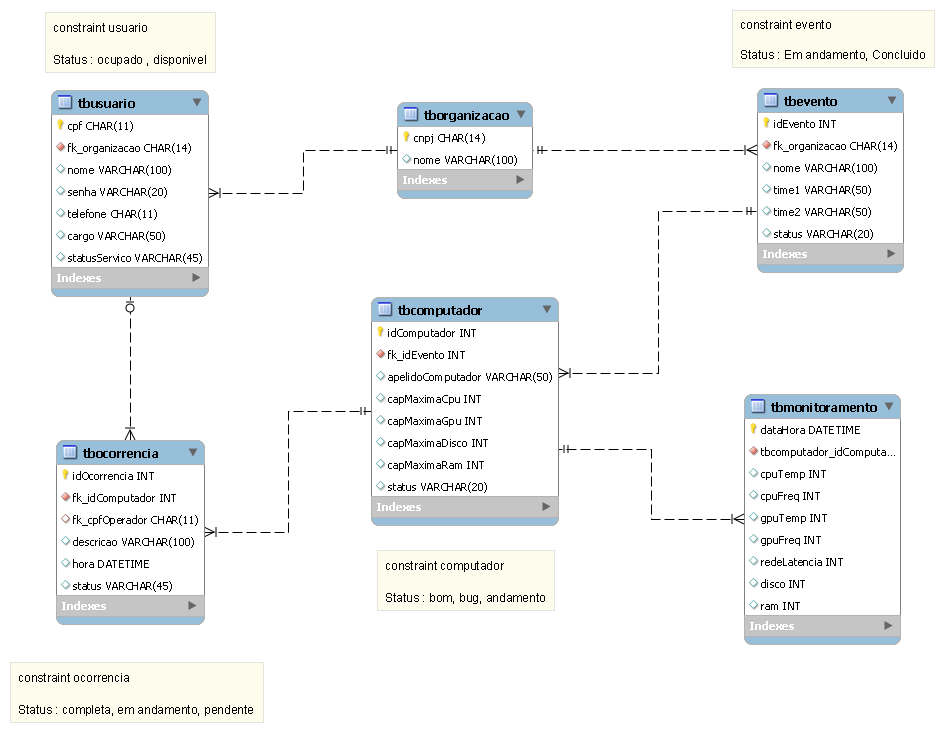 constraint usuario
Status : ocupado , disponivel
constraint evento
Status : Em andamento, Concluido
tbusuario
cpf CHAR(11)
fk_organizacao CHAR(14)
nome VARCHAR(100)
senha VARCHAR(20)
telefone CHAR(11)
cargo VARCHAR(50)
statusServico VARCHAR(45)
Indexes
tborganizacao
cnpj CHAR(14)
nome VARCHAR(100)
Indexes
tbevento
idEvento INT
fk_organizacao CHAR(14)
nome VARCHAR(100)
time1 VARCHAR(50)
time2 VARCHAR(50)
status VARCHAR(20)
Indexes
tbcomputador
idComputador INT
fk_idEvento INT
apelidoComputador VARCHAR(50)
capMaximaCpu INT
capMaximaGpu INT
capMaximaDisco INT
capMaximaRam INT
status VARCHAR(20)
Indexes
tbmonitoramento
dataHora DATETIME
tbcomputador_idComputa...
cpuTemp INT
cpuFreq INT
gpuTemp INT
gpuFreq INT
redeLatencia INT
disco INT
ram INT
Indexes
tbocorrencia
idOcorrencia INT
fk_idComputador INT
fk_cpfOperador CHAR(11)
descricao VARCHAR(100)
hora DATETIME
status VARCHAR(45)
Indexes
constraint computador
Status : bom, bug, andamento
constraint ocorrencia
Status : completa, em andamento, pendente